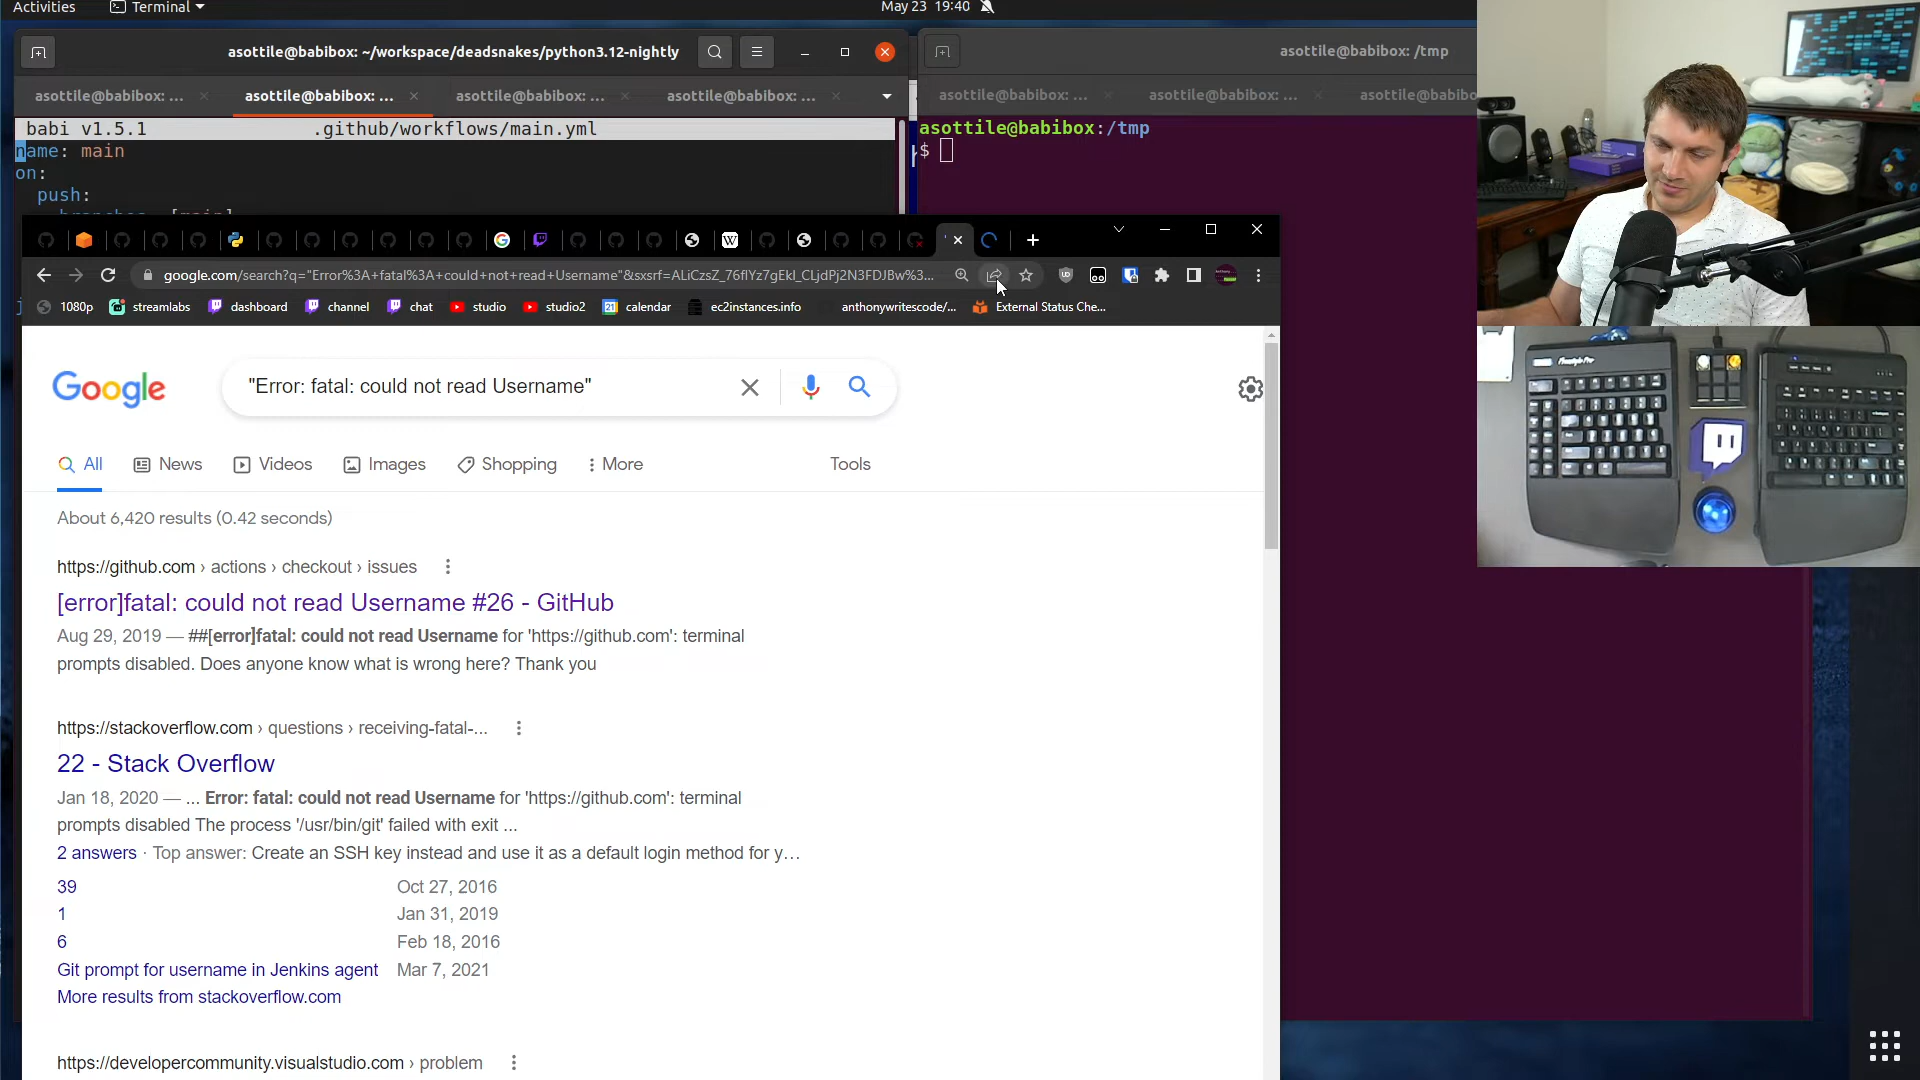 Activities
Terminal
May 23 19:40
asottile@babibox: ~/workspace/deadsnakes/python3.12-nightly
asottile@babibox: /tmp
asottile@babibox: ...
asottile@babibox: ...
asottile@babibox: ...
asottile@babibox: ...
asottile@babibox: ...
asottile@babibox: ...
asottile@babibo
babi v1.5.1
.github/workflows/main.yml
name: main
on:
push:
asottile@babibox:/tmp
$
google.com/search?q="Error%3A+fatal%3A+could+not+read+Username"&sxsrf=ALiCzsZ_76flYz7gEkl_CLjdPj2N3FDJBw%3...
1080p
streamlabs
dashboard
channel
chat
studio
studio2
calendar
ec2instances.info
anthonywritescode/...
External Status Che...
Google
"Error: fatal: could not read Username"
All
News
Videos
Images
Shopping
More
Tools
About 6,420 results (0.42 seconds)
https://github.com › actions › checkout › issues
[error]fatal: could not read Username #26 - GitHub
Aug 29, 2019 — ##[error]fatal: could not read Username for 'https://github.com': terminal
prompts disabled. Does anyone know what is wrong here? Thank you
https://stackoverflow.com › questions › receiving-fatal-...
22 - Stack Overflow
Jan 18, 2020 — ... Error: fatal: could not read Username for 'https://github.com': terminal
prompts disabled The process '/usr/bin/git' failed with exit ...
2 answers · Top answer: Create an SSH key instead and use it as a default login method for y...
39 Oct 27, 2016
1 Jan 31, 2019
6 Feb 18, 2016
Git prompt for username in Jenkins agent Mar 7, 2021
More results from stackoverflow.com
https://developercommunity.visualstudio.com › problem